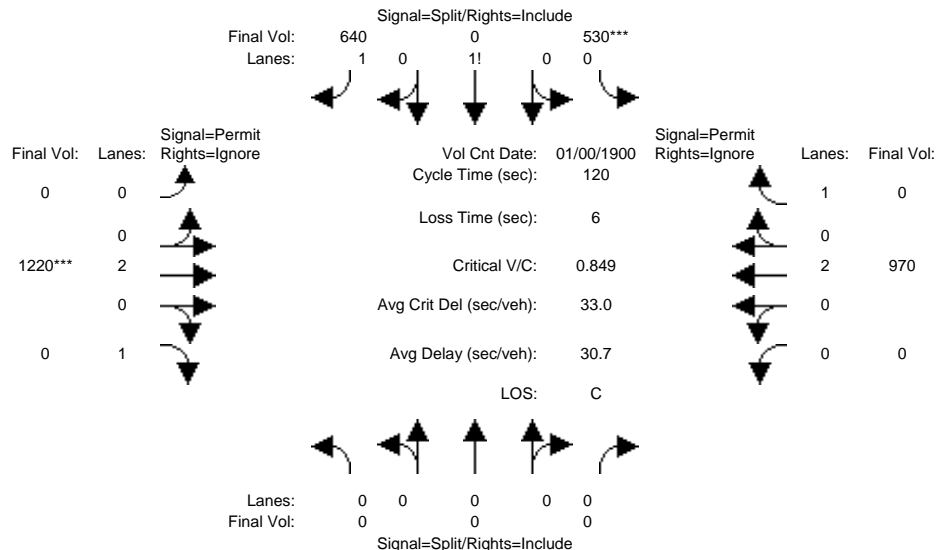 Signal=Split/Rights=Include
Final Vol: 640 0 530***
Lanes: 1 0 1! 0 0
Signal=Permit Signal=Permit
Final Vol: Lanes: Rights=Ignore Vol Cnt Date: 01/00/1900 Rights=Ignore Lanes: Final Vol:
Cycle Time (sec): 120
0 0 1 0
Loss Time (sec): 6
0 0
1220*** 2 Critical V/C: 0.849 2 970
0 Avg Crit Del (sec/veh): 33.0 0
0 1 Avg Delay (sec/veh): 30.7 0 0
LOS: C
Lanes: 0 0 0 0 0
Final Vol: 0 0 0
Signal=Split/Rights=Include